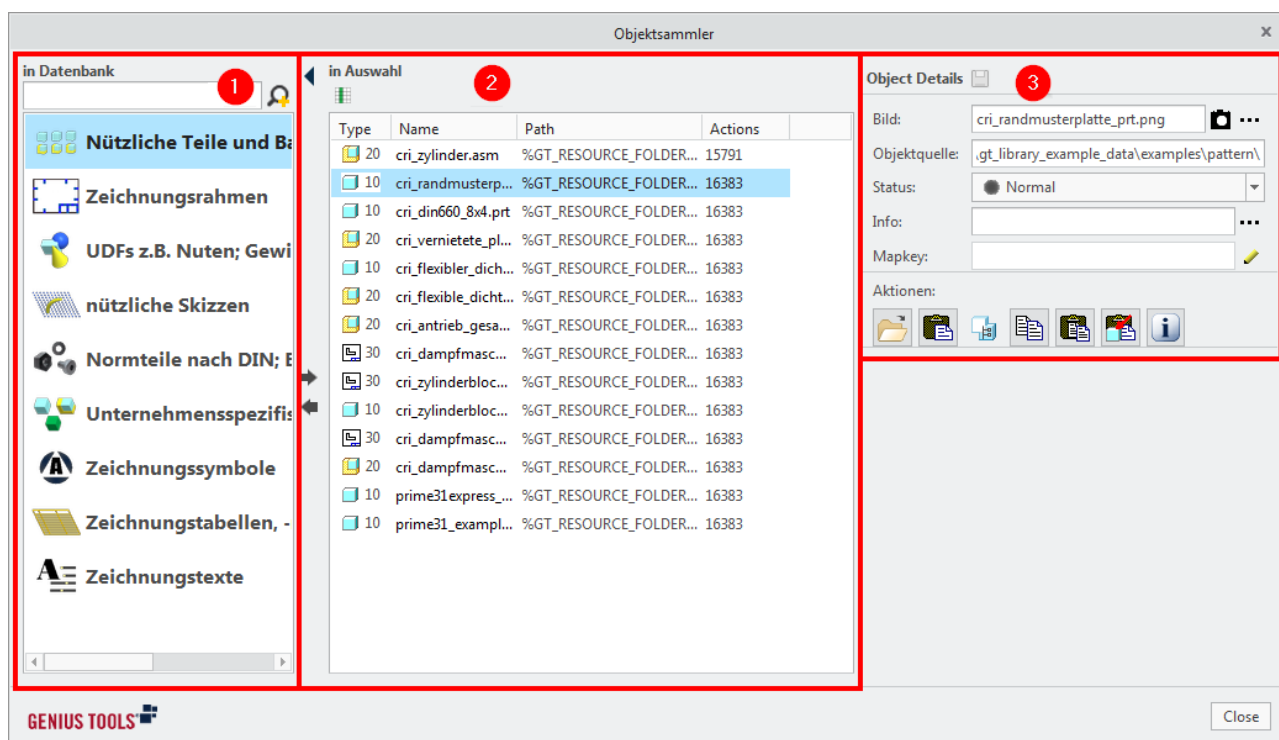 Objektsammler
x
in Datenbank
1
Nützliche Teile und Ba
Zeichnungsrahmen
UDFs z.B. Nuten; Gewi
nützliche Skizzen
Normteile nach DIN; E
Unternehmensspezifis
Zeichnungssymbole
Zeichnungstabellen, -
Zeichnungstexte
in Auswahl
2
Type Name Path Actions
20 cri_zylinder.asm %GT_RESOURCE_FOLDER... 15791
10 cri_randmusterp... %GT_RESOURCE_FOLDER... 16383
10 cri_din660_8x4.prt %GT_RESOURCE_FOLDER... 16383
20 cri_vernietete_pl... %GT_RESOURCE_FOLDER... 16383
10 cri_flexibler_dich... %GT_RESOURCE_FOLDER... 16383
20 cri_flexible_dicht... %GT_RESOURCE_FOLDER... 16383
20 cri_antrieb_gesa... %GT_RESOURCE_FOLDER... 16383
30 cri_dampfmasc... %GT_RESOURCE_FOLDER... 16383
30 cri_zylinderbloc... %GT_RESOURCE_FOLDER... 16383
10 cri_zylinderbloc... %GT_RESOURCE_FOLDER... 16383
30 cri_dampfmasc... %GT_RESOURCE_FOLDER... 16383
20 cri_dampfmasc... %GT_RESOURCE_FOLDER... 16383
10 prime31express_... %GT_RESOURCE_FOLDER... 16383
10 prime31_exampl... %GT_RESOURCE_FOLDER... 16383
Object Details
3
Bild: cri_randmusterplatte_prt.png ...
Objektquelle: .gt_library_example_data\examples\pattern\
Status: Normal
Info: ...
Mapkey:
Aktionen:
GENIUS TOOLS
Close